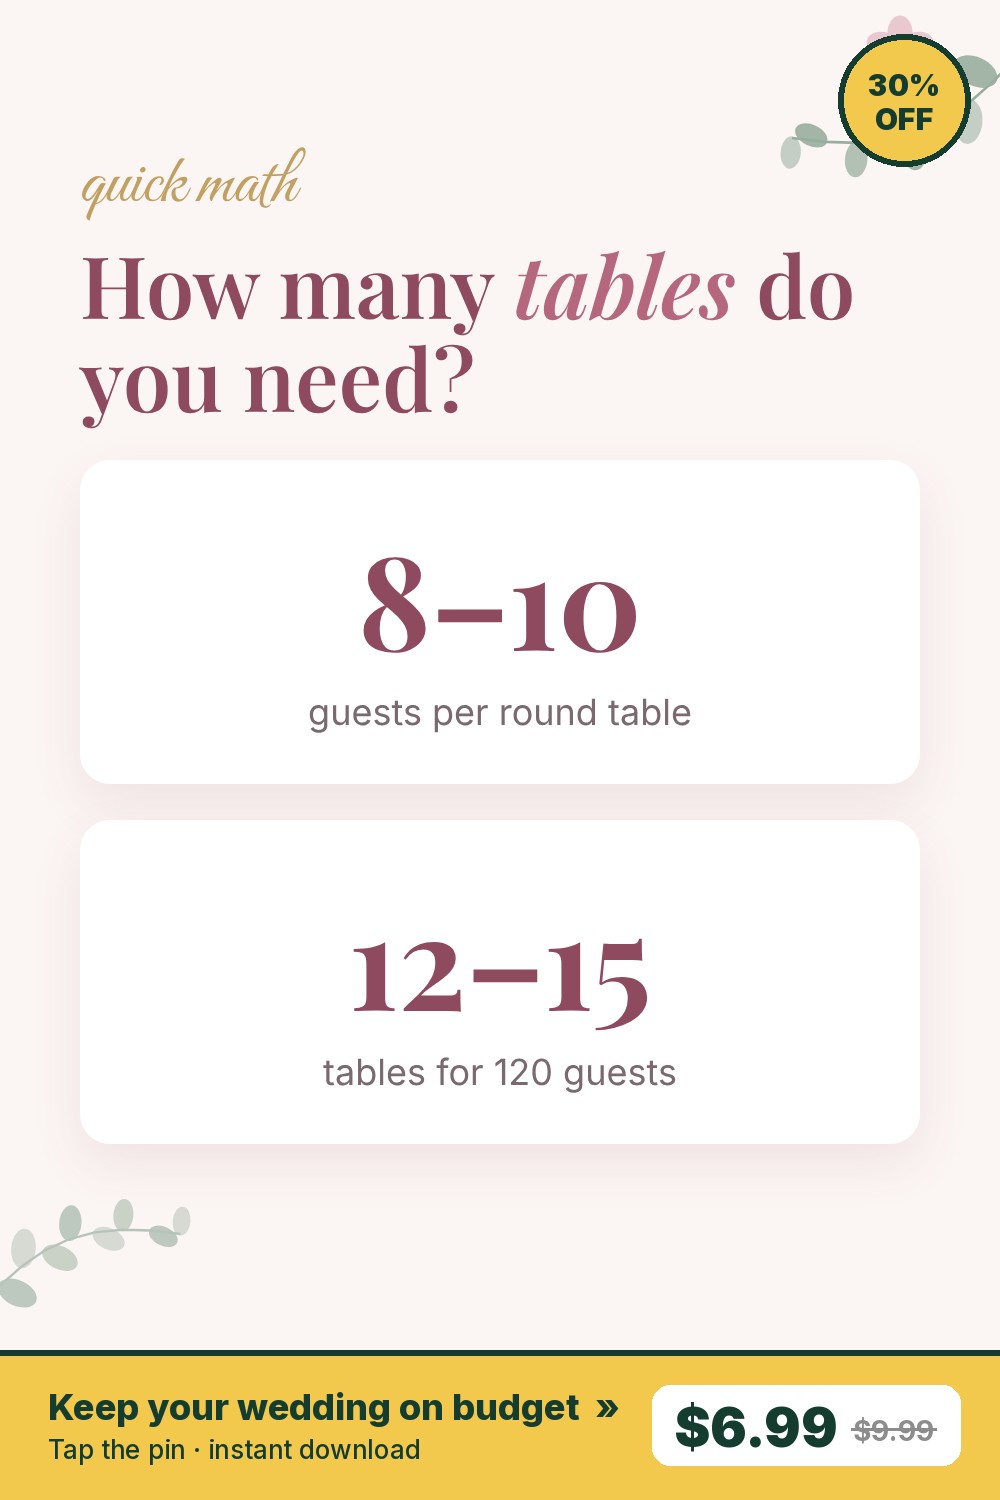 30%
OFF
quick math
How many tables do
you need?
8–10
guests per round table
12–15
tables for 120 guests
Keep your wedding on budget »
Tap the pin · instant download
$6.99 $9.99